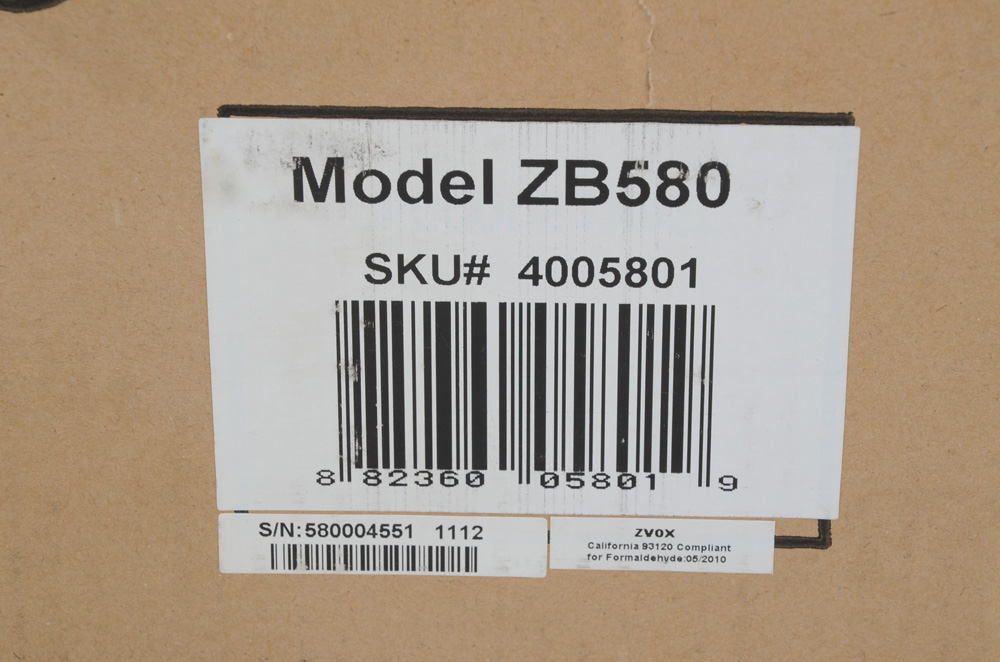 Model ZB580
SKU# 4005801
8 82360 05801 9
S/N:580004551 1112
ZVOX
California 93120 Compliant
for Formaldehyde:05/2010